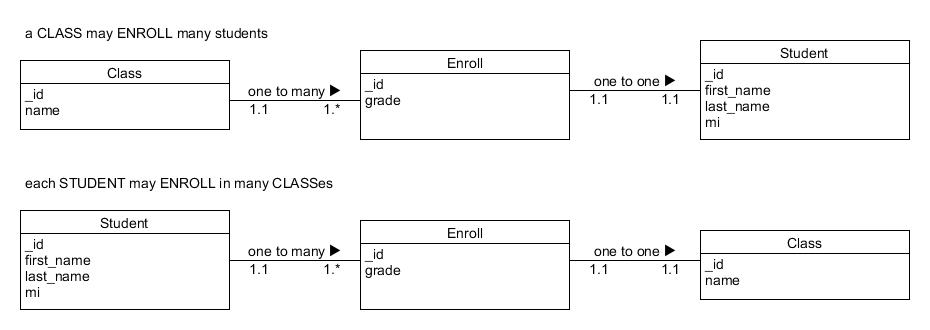 a CLASS may ENROLL many students
Class
_id
name
one to many ▶
1.1 1.*
Enroll
_id
grade
one to one ▶
1.1 1.1
Student
_id
first_name
last_name
mi
each STUDENT may ENROLL in many CLASSes
Student
_id
first_name
last_name
mi
one to many ▶
1.1 1.*
Enroll
_id
grade
one to one ▶
1.1 1.1
Class
_id
name